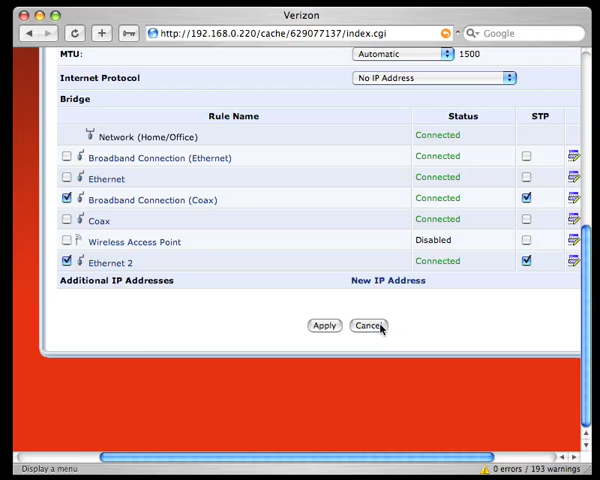 Verizon
http://192.168.0.220/cache/629077137/index.cgi
Google
MTU: Automatic 1500
Internet Protocol No IP Address
Bridge
Rule Name Status STP
Network (Home/Office) Connected
Broadband Connection (Ethernet) Connected
Ethernet Connected
Broadband Connection (Coax) Connected
Coax Connected
Wireless Access Point Disabled
Ethernet 2 Connected
Additional IP Addresses New IP Address
Apply Cancel
Display a menu 0 errors / 193 warnings